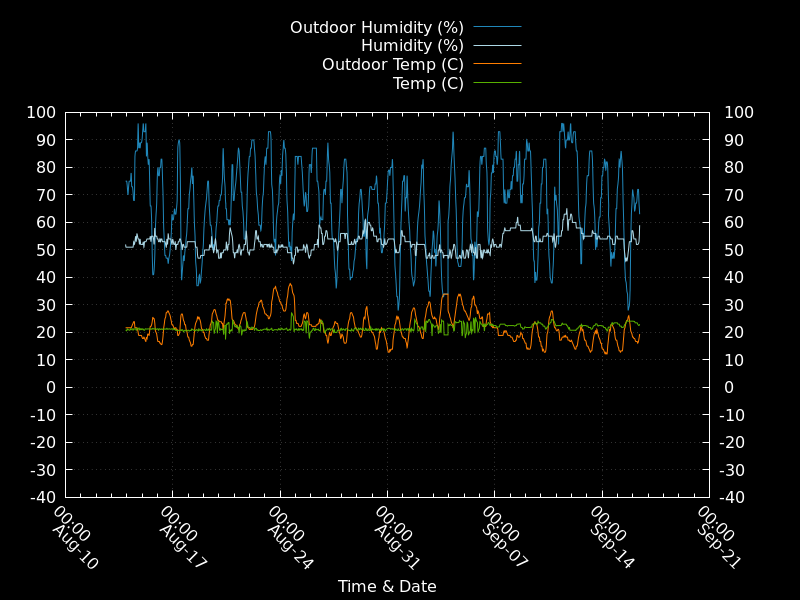 Outdoor Humidity (%)
Humidity (%)
Outdoor Temp (C)
Temp (C)
100 100
90 90
80 80
70 70
60 60
50 50
40 40
30 30
20 20
10 10
0 0
-10 -10
-20 -20
-30 -30
-40 -40
00:00 00:00 00:00 00:00 00:00 00:00 00:00
Aug-10 Aug-17 Aug-24 Aug-31 Sep-07 Sep-14 Sep-21
Time & Date